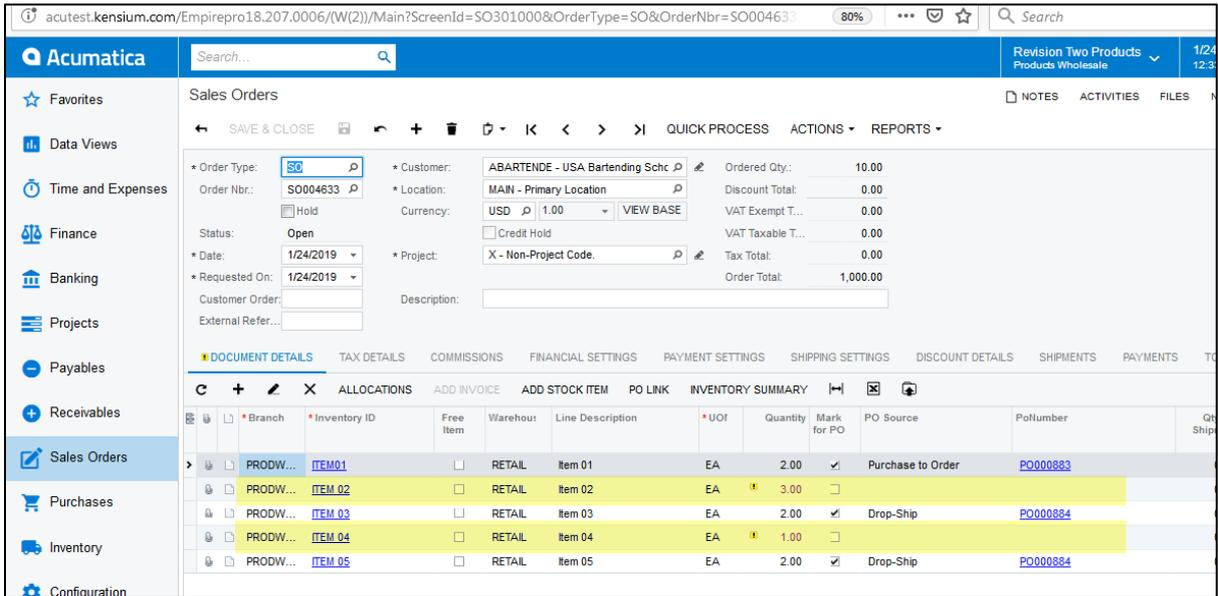 acutest.kensium.com/Empirepro18.207.0006/(W(2))/Main?ScreenId=SO301000&OrderType=SO&OrderNbr=SO004633
80%
Search
Acumatica
Search...
Revision Two Products
Products Wholesale
1/24
12:3
Favorites
Data Views
Time and Expenses
Finance
Banking
Projects
Payables
Receivables
Sales Orders
Purchases
Inventory
Configuration
Sales Orders
NOTES ACTIVITIES FILES
SAVE & CLOSE QUICK PROCESS ACTIONS REPORTS
* Order Type: SO * Customer: ABARTENDE - USA Bartending Schc Ordered Qty.: 10.00
Order Nbr.: SO004633 * Location: MAIN - Primary Location Discount Total: 0.00
Hold Currency: USD 1.00 VIEW BASE VAT Exempt T... 0.00
Status: Open Credit Hold VAT Taxable T... 0.00
* Date: 1/24/2019 * Project: X - Non-Project Code. Tax Total: 0.00
* Requested On: 1/24/2019 Order Total: 1,000.00
Customer Order: Description:
External Refer...
DOCUMENT DETAILS TAX DETAILS COMMISSIONS FINANCIAL SETTINGS PAYMENT SETTINGS SHIPPING SETTINGS DISCOUNT DETAILS SHIPMENTS PAYMENTS TO
ALLOCATIONS ADD INVOICE ADD STOCK ITEM PO LINK INVENTORY SUMMARY
* Branch * Inventory ID Free Item Warehous Line Description * UOM Quantity Mark for PO PO Source PoNumber Qty Shipp
PRODW... ITEM01 RETAIL Item 01 EA 2.00 Purchase to Order PO000883
PRODW... ITEM 02 RETAIL Item 02 EA 3.00
PRODW... ITEM 03 RETAIL Item 03 EA 2.00 Drop-Ship PO000884
PRODW... ITEM 04 RETAIL Item 04 EA 1.00
PRODW... ITEM 05 RETAIL Item 05 EA 2.00 Drop-Ship PO000884